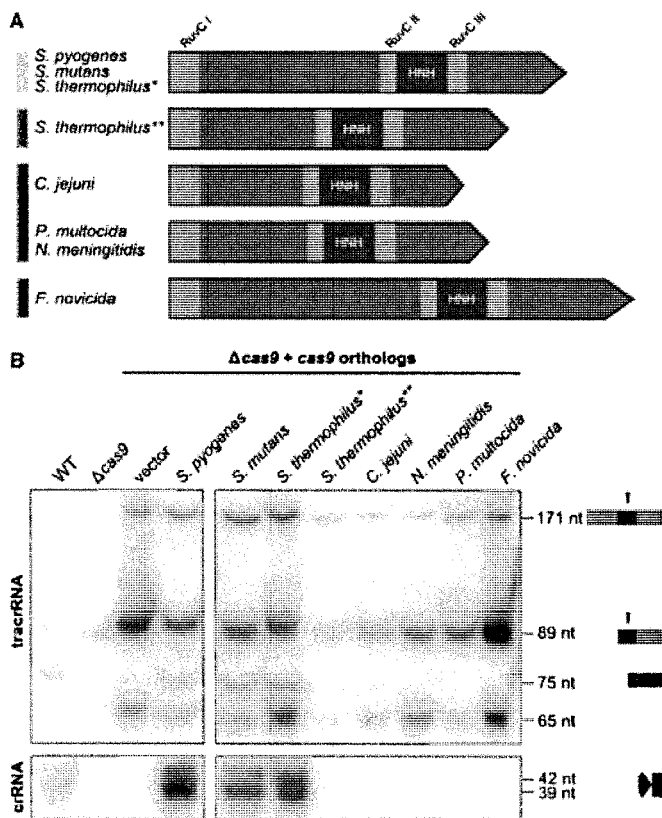 A
RuvC I
RuvC II
RuvC III
S. pyogenes
S. mutans
S. thermophilus*
HNH
S. thermophilus**
HNH
C. jejuni
HNH
P. multocida
N. meningitidis
HNH
F. novicida
HNH
B
Δcas9 + cas9 orthologs
WT
Δcas9
vector
S. pyogenes
S. mutans
S. thermophilus*
S. thermophilus**
C. jejuni
N. meningitidis
P. multocida
F. novicida
tracrRNA
171 nt
89 nt
75 nt
65 nt
crRNA
42 nt
39 nt